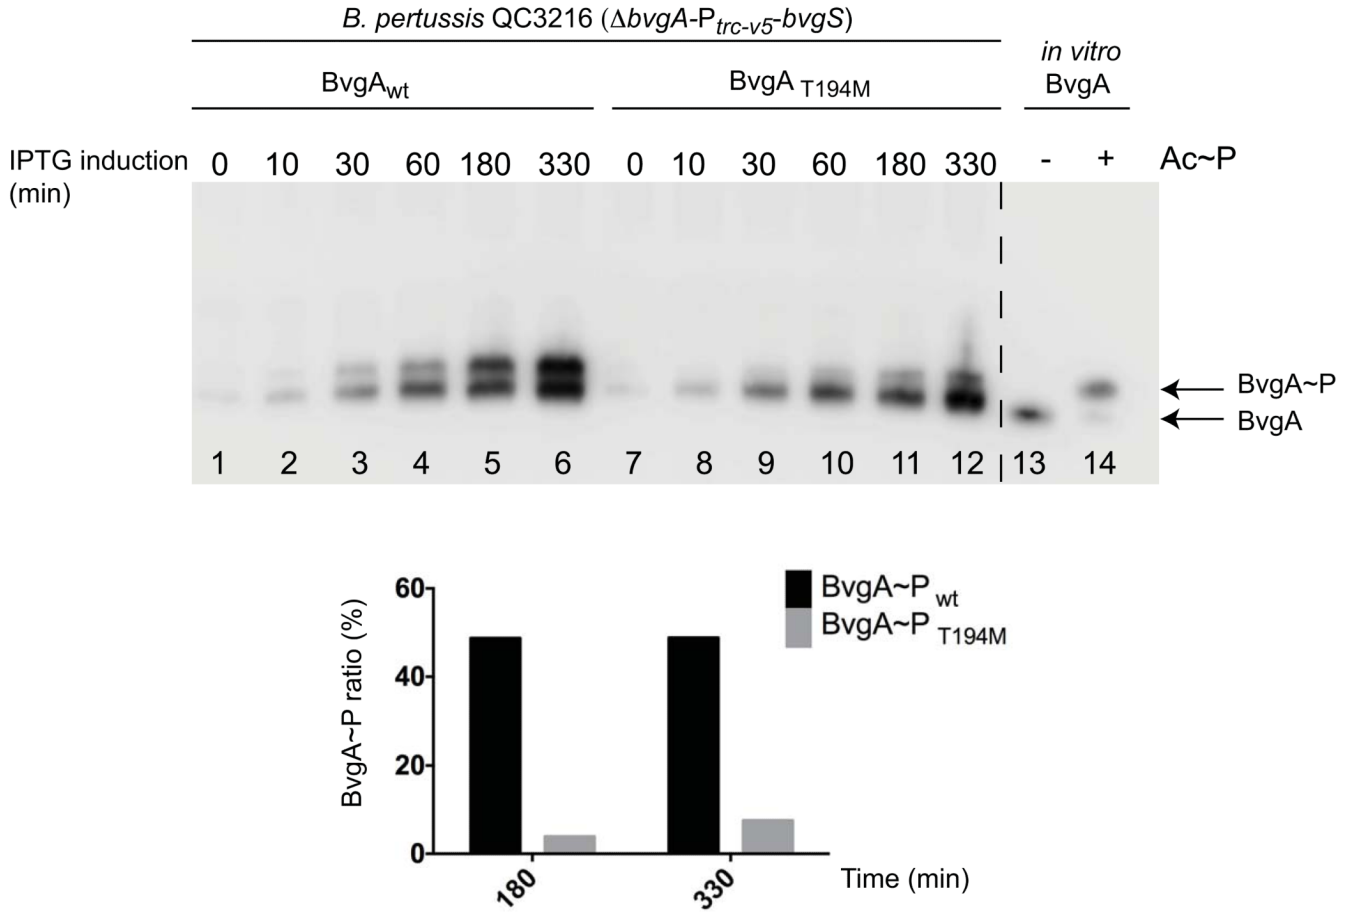 B. pertussis QC3216 (ΔbvgA-Ptrc-v5-bvgS)
in vitro
BvgAwt BvgA T194M BvgA
IPTG induction 0 10 30 60 180 330 0 10 30 60 180 330 - + Ac~P
(min)
BvgA~P
BvgA
1 2 3 4 5 6 7 8 9 10 11 12 13 14
60
40
20
0
BvgA~P ratio (%)
BvgA~P wt
BvgA~P T194M
180 330
Time (min)